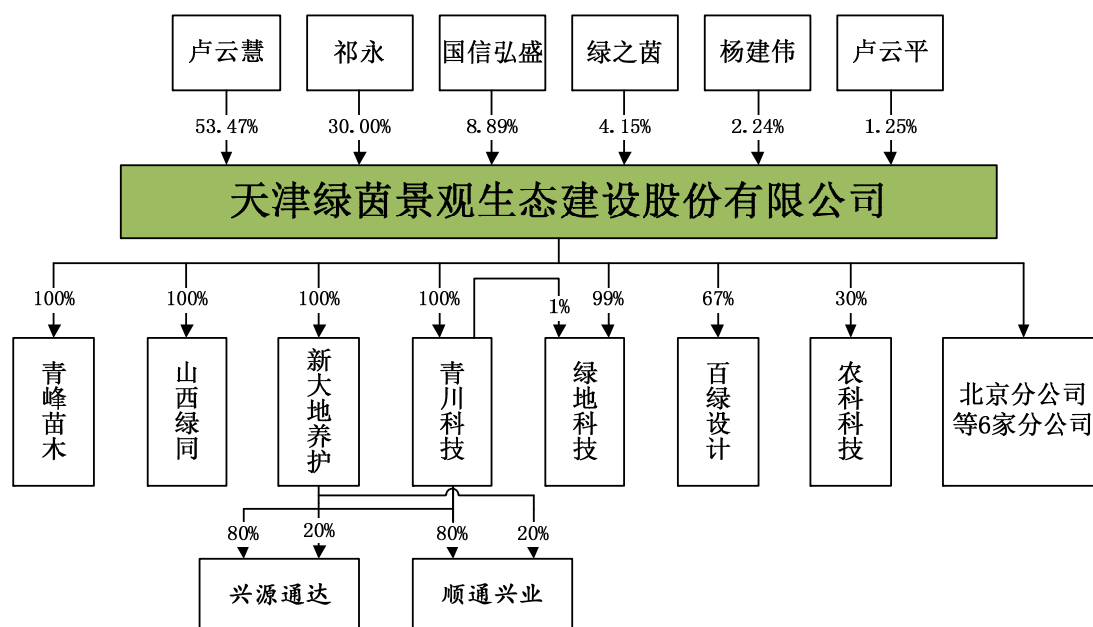 卢云慧 祁永 国信弘盛 绿之茵 杨建伟 卢云平
53.47% 30.00% 8.89% 4.15% 2.24% 1.25%
天津绿茵景观生态建设股份有限公司
100% 100% 100% 100% 1% 99% 67% 30%
青峰苗木
山西绿同
新大地养护
青川科技
绿地科技
百绿设计
农科科技
北京分公司
等6家分公司
80% 20% 80% 20%
兴源通达 顺通兴业